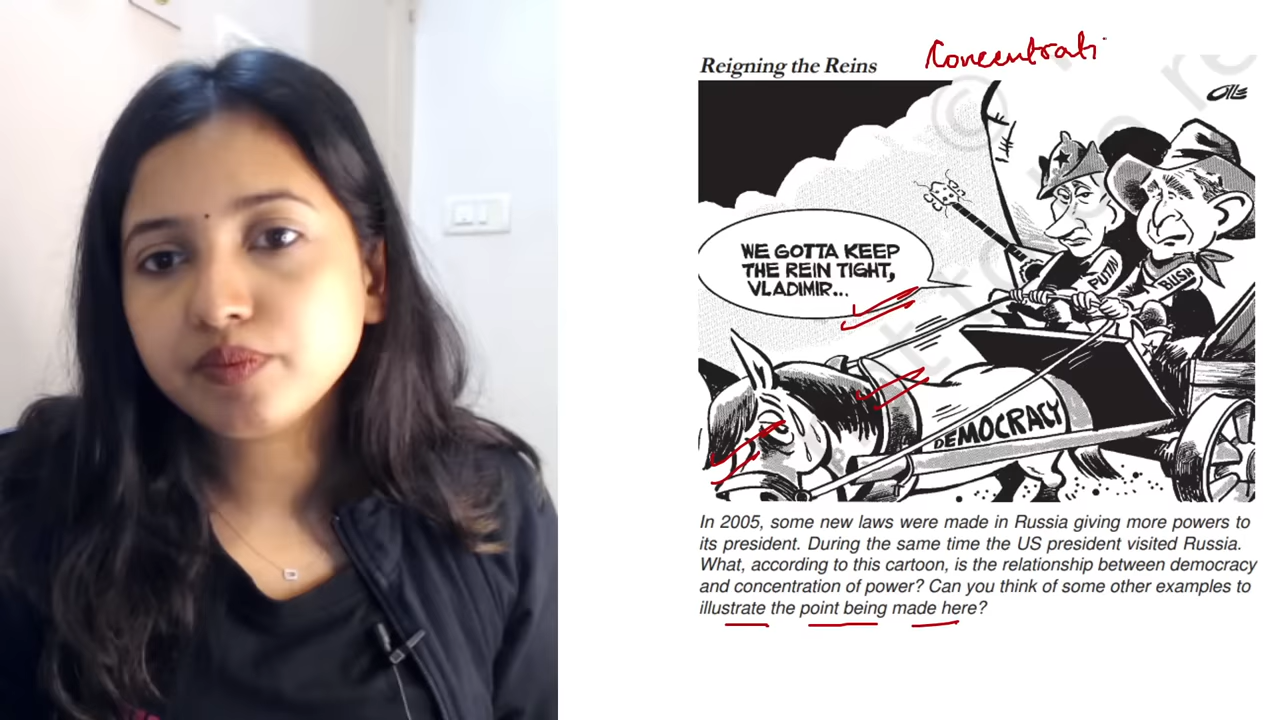 Reigning the Reins
Concentrati
OLLE
WE GOTTA KEEP
THE REIN TIGHT,
VLADIMIR...
PUTIN
BUSH
DEMOCRACY
In 2005, some new laws were made in Russia giving more powers to
its president. During the same time the US president visited Russia.
What, according to this cartoon, is the relationship between democracy
and concentration of power? Can you think of some other examples to
illustrate the point being made here?